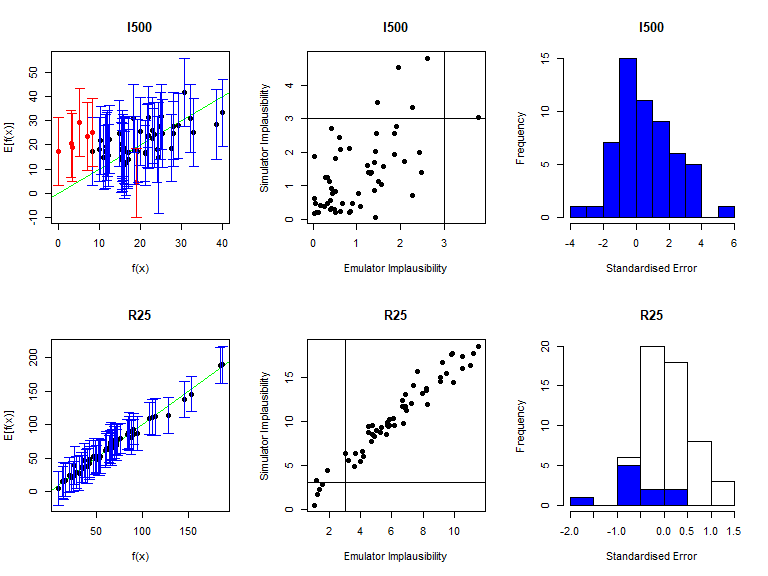 I500
E[f(x)]
-10 0 10 20 30 40 50
0 10 20 30 40
f(x)
I500
Simulator Implausibility
0 1 2 3 4
0 1 2 3
Emulator Implausibility
I500
Frequency
0 5 10 15
-4 -2 0 2 4 6
Standardised Error
R25
E[f(x)]
0 50 100 150 200
50 100 150
f(x)
R25
Simulator Implausibility
0 5 10 15
2 4 6 8 10
Emulator Implausibility
R25
Frequency
0 5 10 15 20
-2.0 -1.0 0.0 0.5 1.0 1.5
Standardised Error